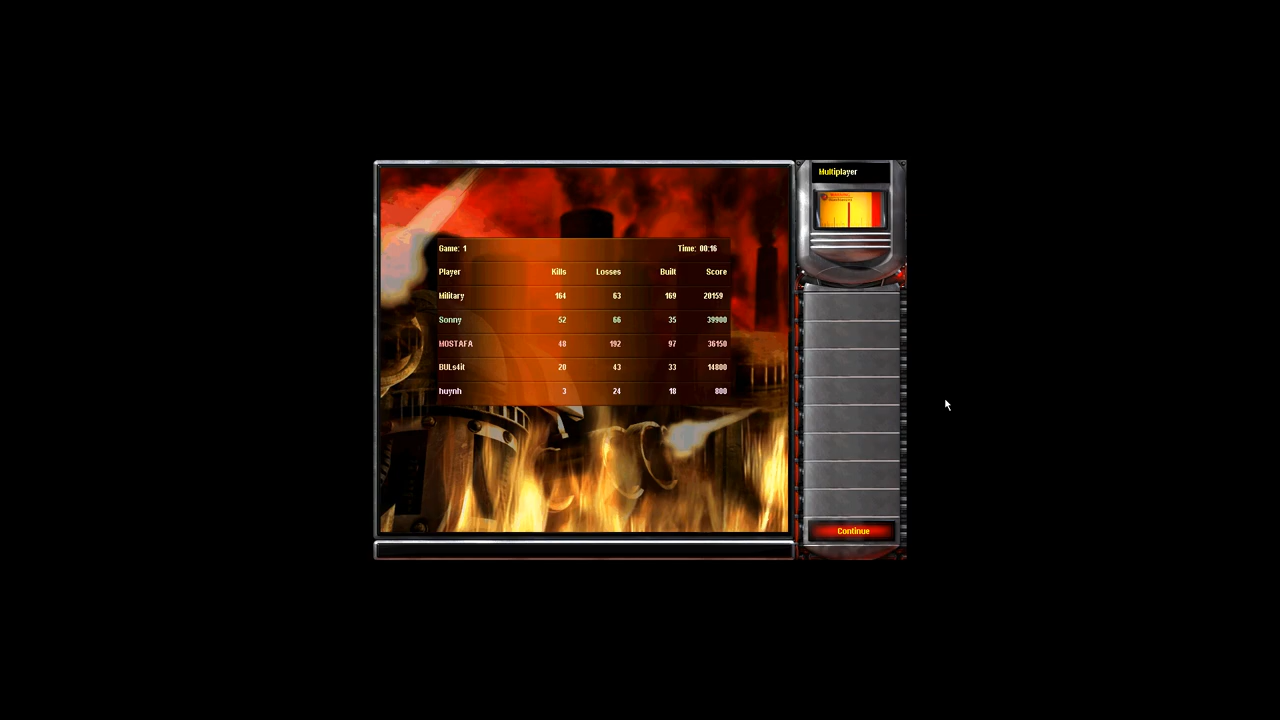 Multiplayer
Game: 1 Time: 00:16
Player Kills Losses Built Score
Military 164 63 169 20159
Sonny 52 66 35 39900
MOSTAFA 48 192 97 36150
BULs4it 20 43 33 14800
huynh 3 24 18 800
Continue